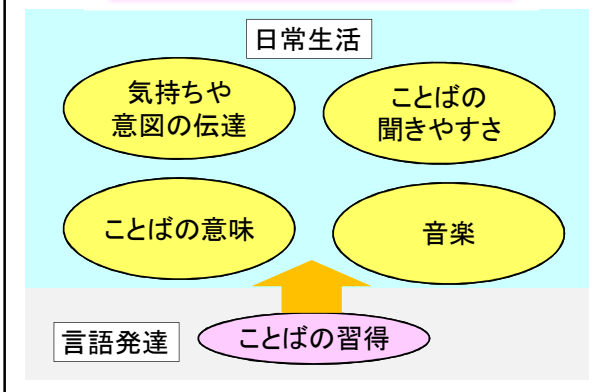 日常生活
気持ちや
意図の伝達
ことばの
聞きやすさ
ことばの意味
音楽
言語発達
ことばの習得